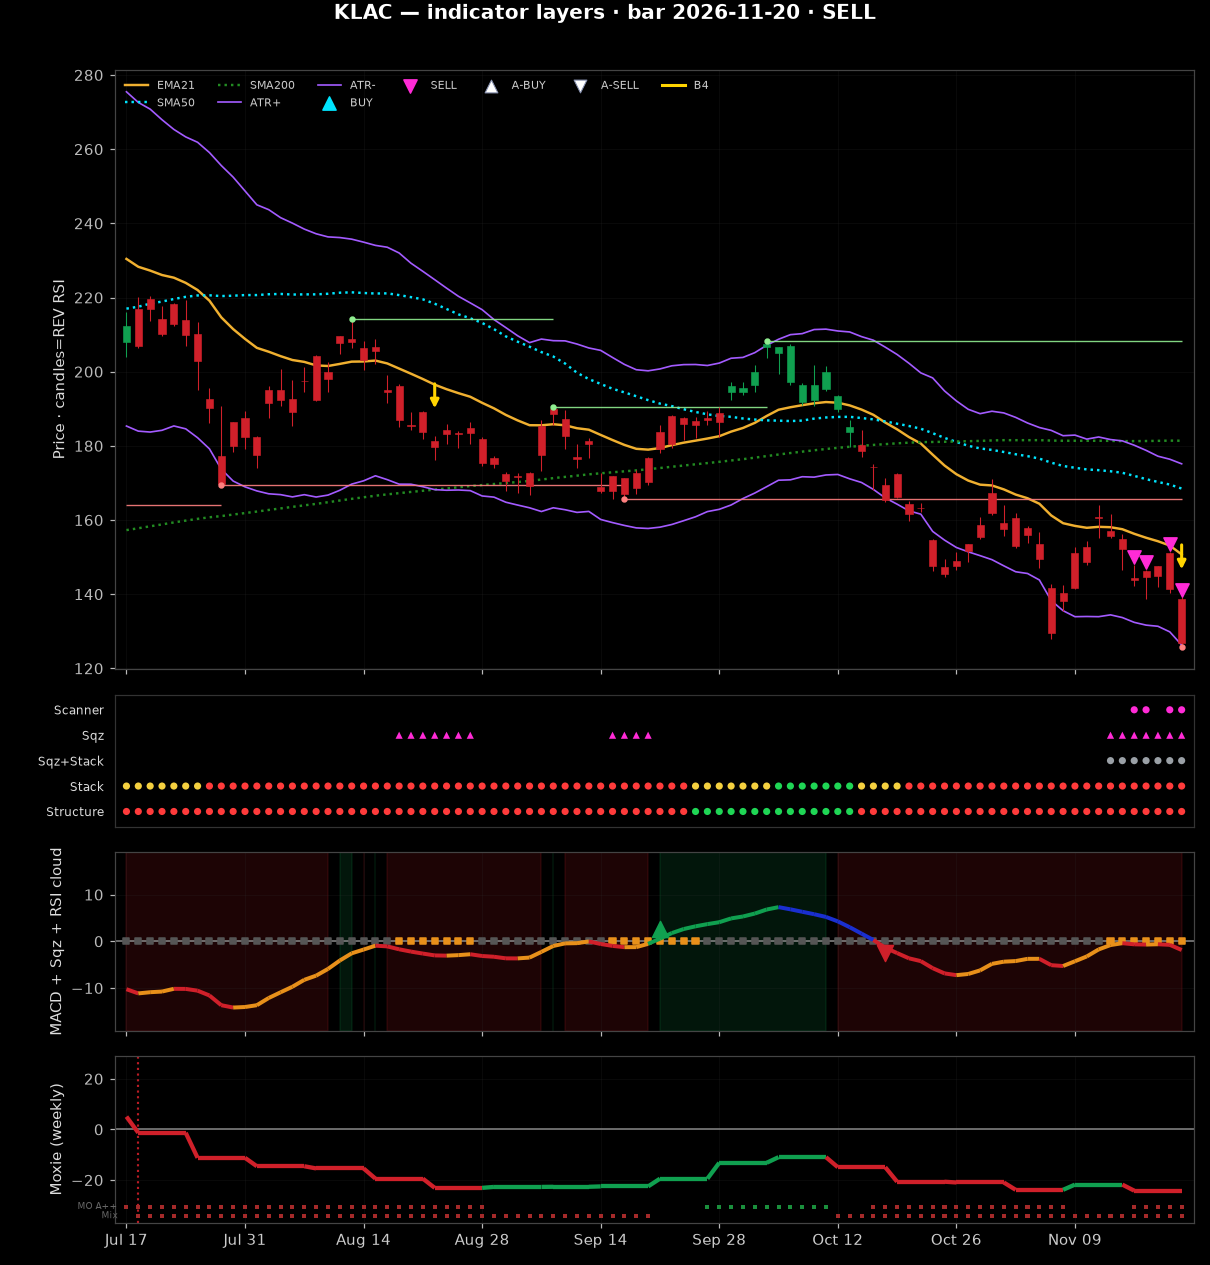 KLAC — indicator layers · bar 2026-11-20 · SELL
EMA21 SMA200 ATR- SELL A-BUY A-SELL B4
SMA50 ATR+ BUY
Price · candles=REV RSI
280
260
240
220
200
180
160
140
120
Scanner
Sqz
Sqz+Stack
Stack
Structure
MACD + Sqz + RSI cloud
10
0
−10
Moxie (weekly)
20
0
−20
MO A++
Mix
Jul 17 Jul 31 Aug 14 Aug 28 Sep 14 Sep 28 Oct 12 Oct 26 Nov 09